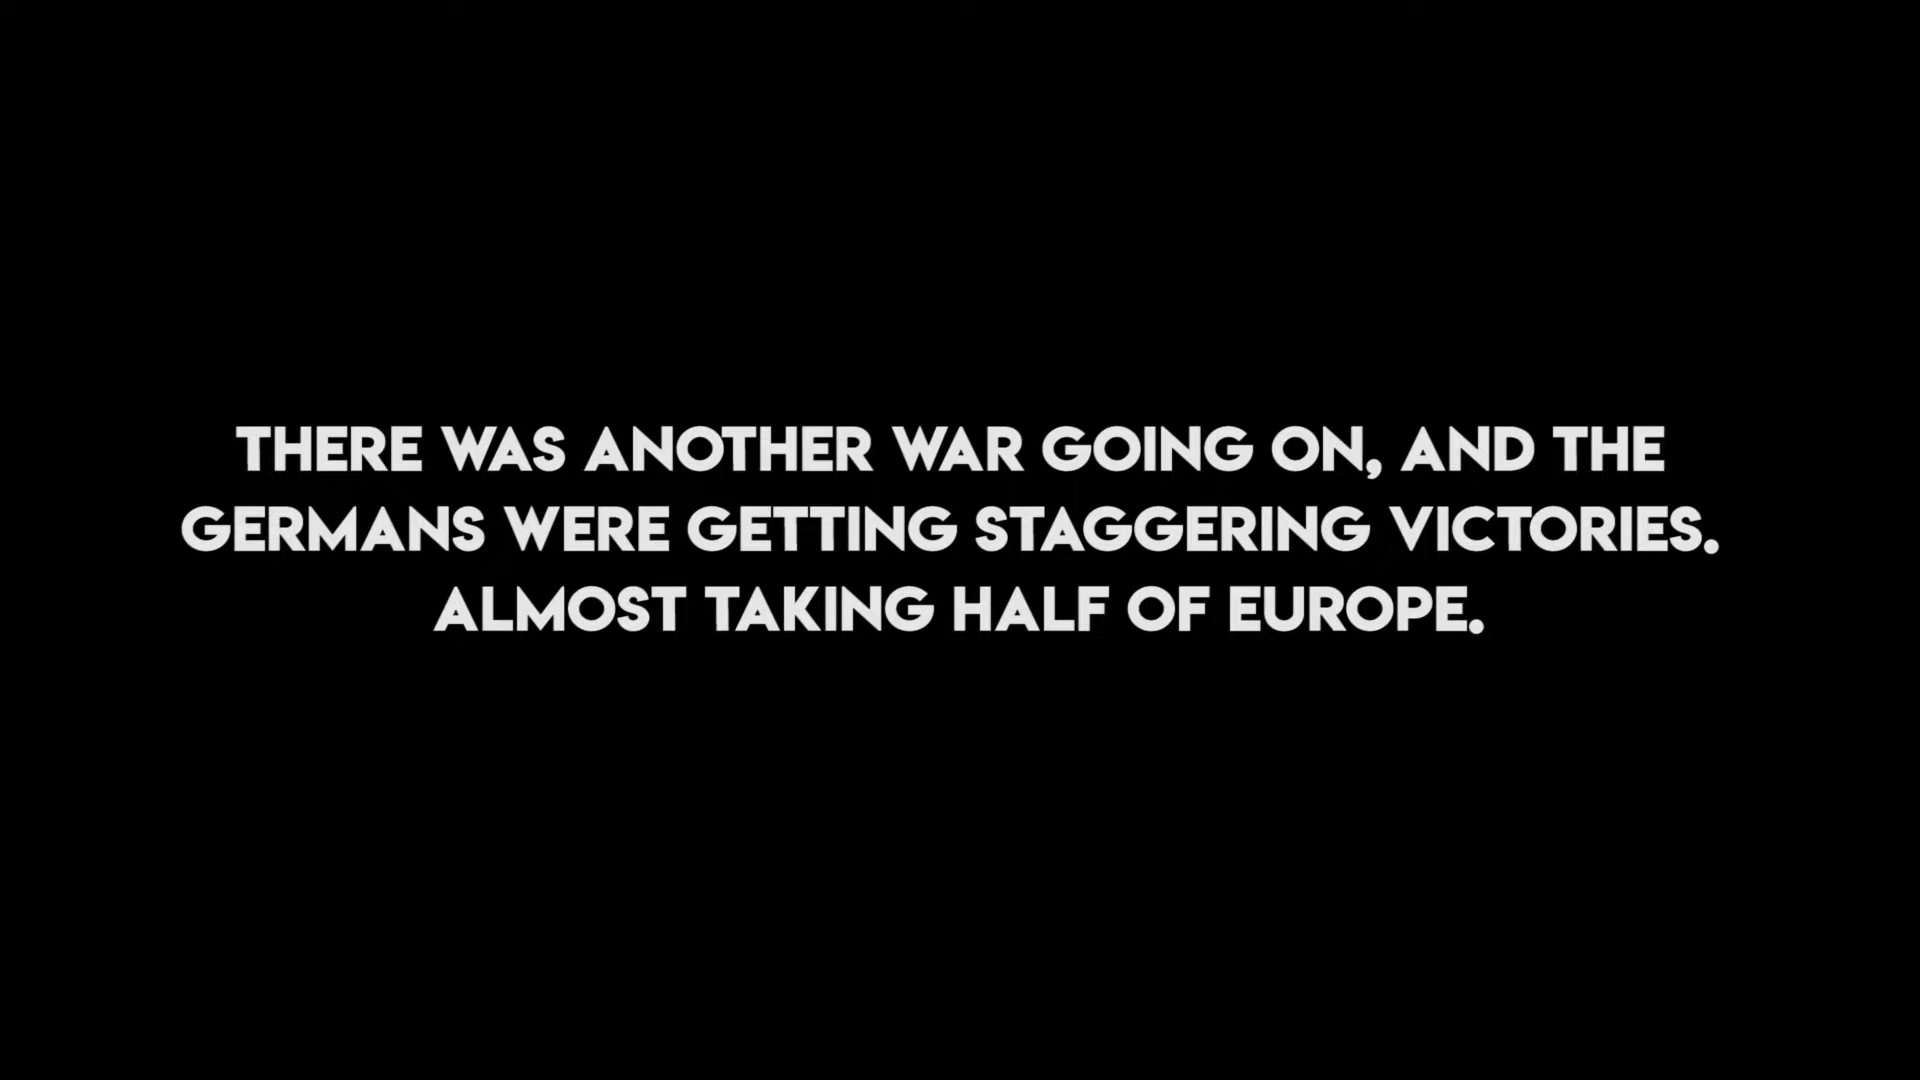 THERE WAS ANOTHER WAR GOING ON, AND THE
GERMANS WERE GETTING STAGGERING VICTORIES.
ALMOST TAKING HALF OF EUROPE.